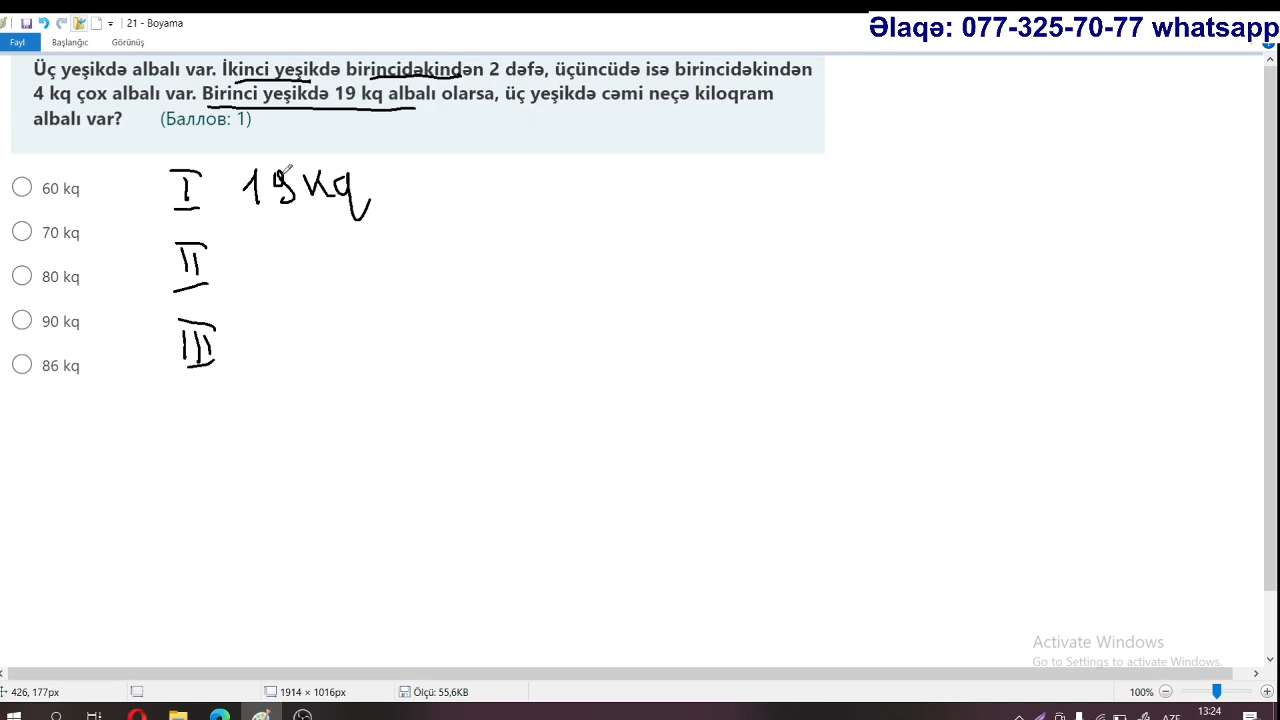 21 - Boyama
Əlaqə: 077-325-70-77 whatsapp
Fayl Başlanğıc Görünüş
Üç yeşikdə albalı var. İkinci yeşikdə birincidəkindən 2 dəfə, üçüncüdə isə birincidəkindən
4 kq çox albalı var. Birinci yeşikdə 19 kq albalı olarsa, üç yeşikdə cəmi neçə kiloqram
albalı var? (Баллов: 1)
60 kq
70 kq
80 kq
90 kq
86 kq
I 19 kq
II
III
Activate Windows
Go to Settings to activate Windows.
426, 177px 1914 × 1016px Ölçü: 55,6KB 100%
AZE 13:24